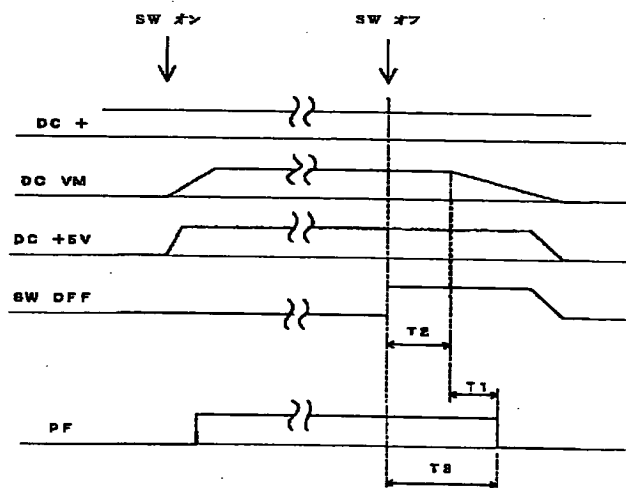 SW オン
SW オフ
DC +
DC VM
DC +5V
SW OFF
T2
T1
PF
T3